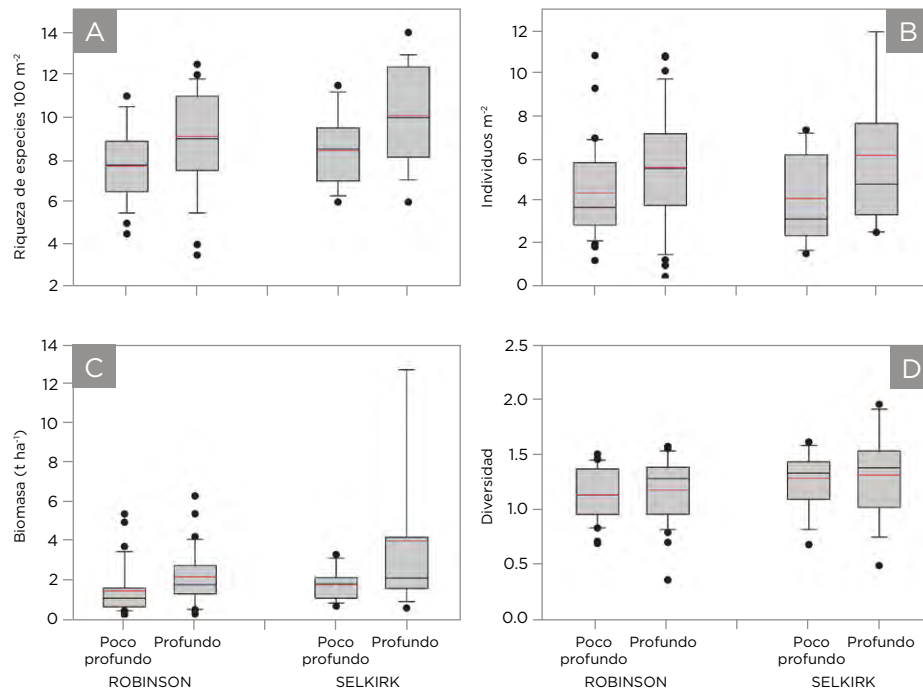 A
Riqueza de especies 100 m⁻²
14
12
10
8
6
4
2
B
Individuos m⁻²
12
10
8
6
4
2
0
C
Biomasa (t ha⁻¹)
14
12
10
8
6
4
2
0
Poco profundo
Profundo
Poco profundo
Profundo
ROBINSON
SELKIRK
D
Diversidad
2.5
2.0
1.5
1.0
0.5
0.0
Poco profundo
Profundo
Poco profundo
Profundo
ROBINSON
SELKIRK